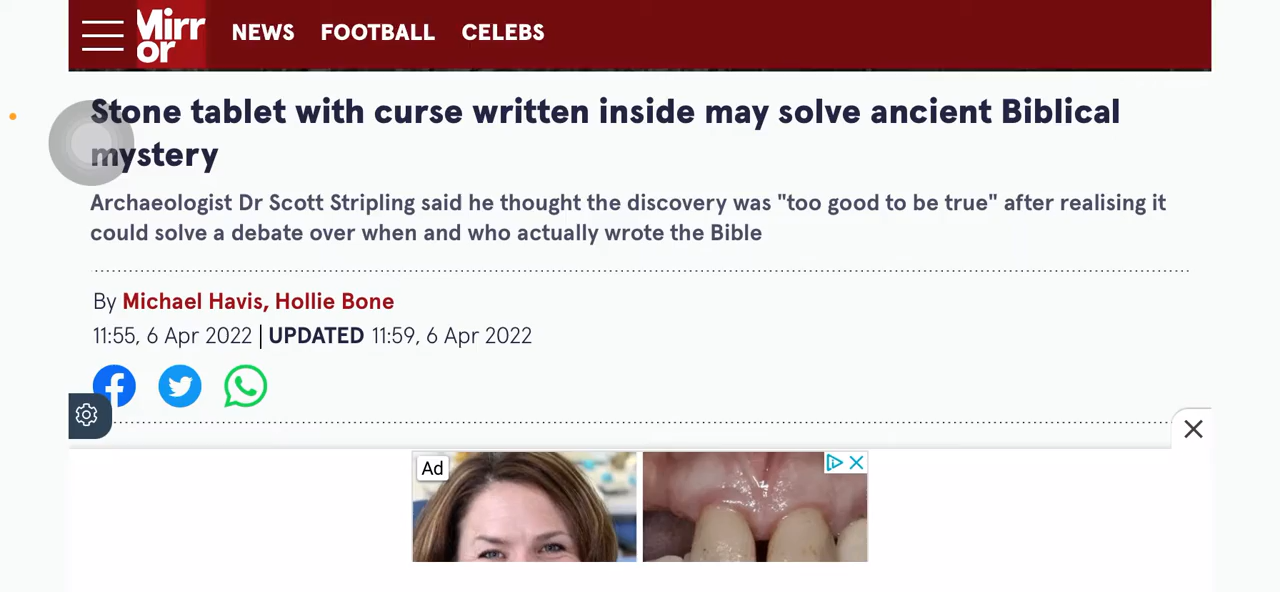 Mirr
or
NEWS FOOTBALL CELEBS
Stone tablet with curse written inside may solve ancient Biblical
mystery
Archaeologist Dr Scott Stripling said he thought the discovery was "too good to be true" after realising it
could solve a debate over when and who actually wrote the Bible
By Michael Havis, Hollie Bone
11:55, 6 Apr 2022 | UPDATED 11:59, 6 Apr 2022
Ad